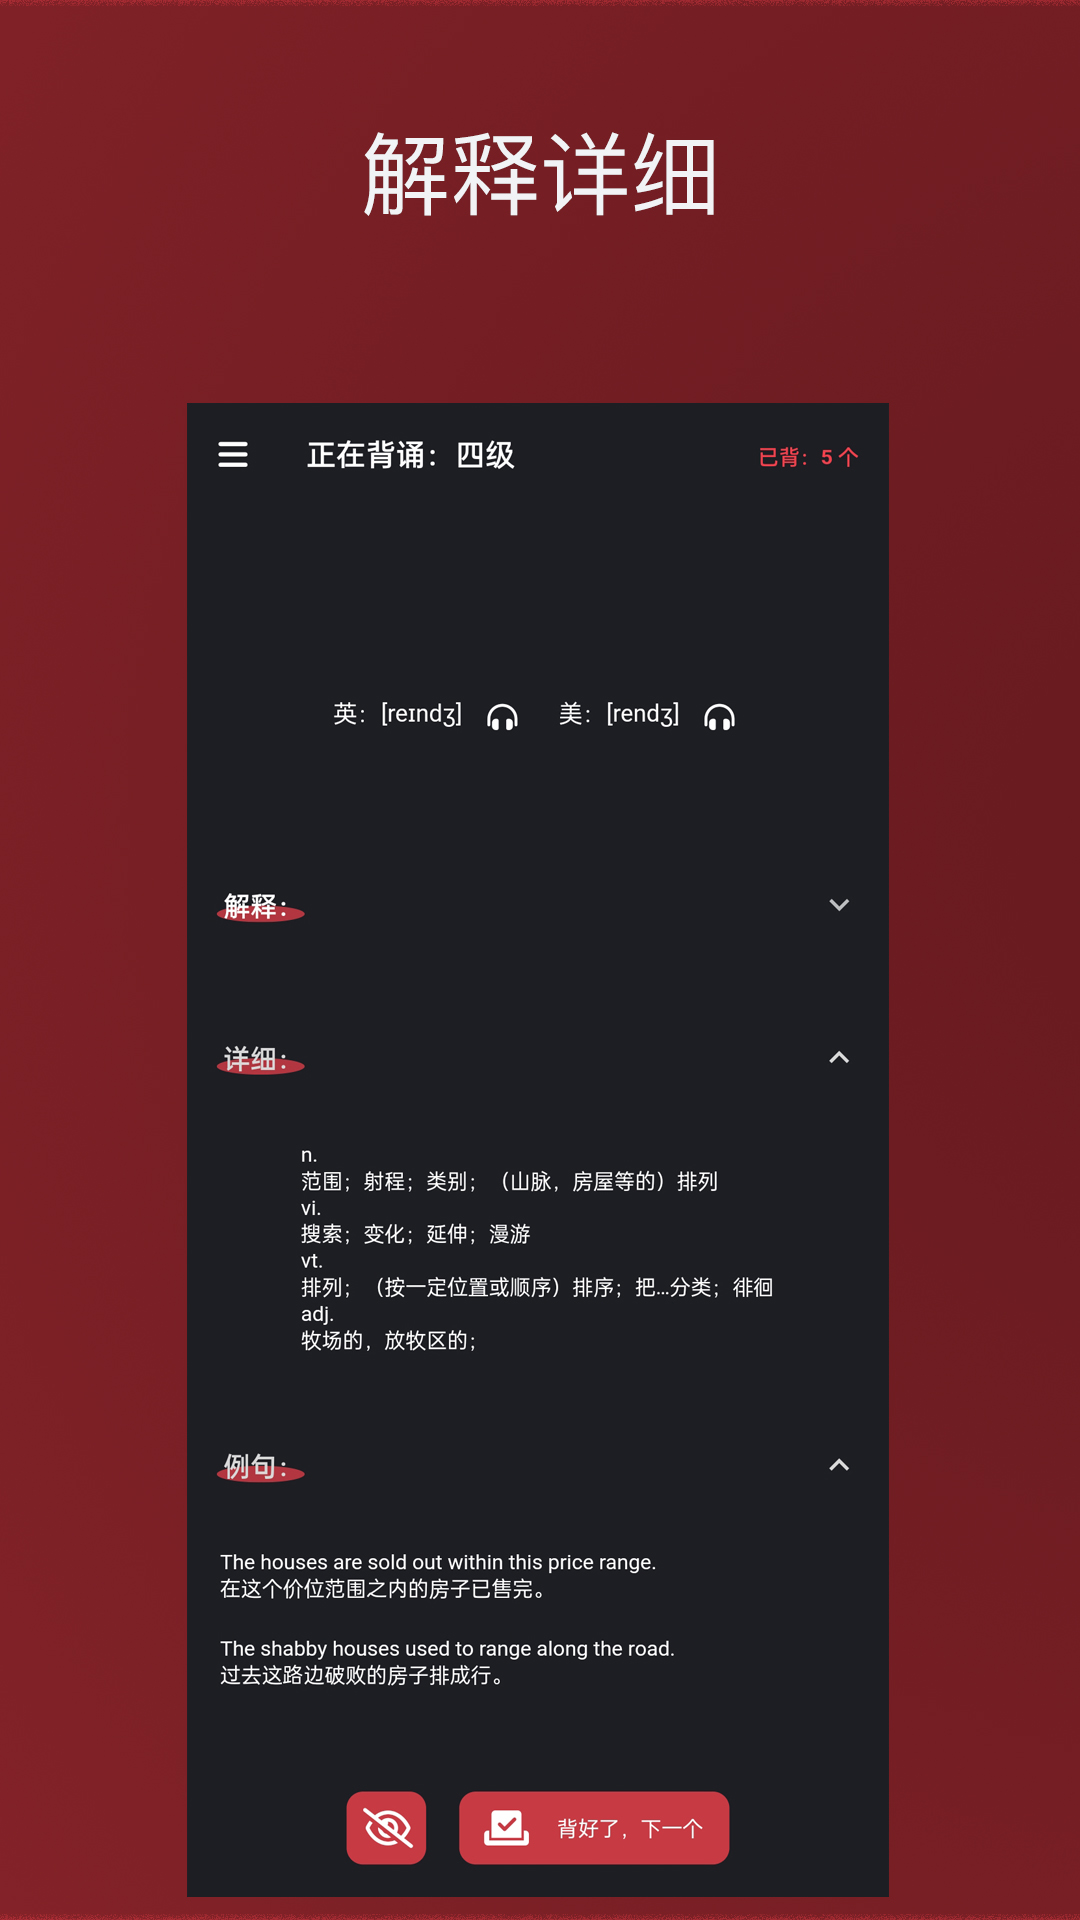 解释详细
正在背诵：四级
已背：5 个
英：[reɪndʒ] 美：[rendʒ]
解释：
详细：
n.
范围；射程；类别；（山脉，房屋等的）排列
vi.
搜索；变化；延伸；漫游
vt.
排列；（按一定位置或顺序）排序；把...分类；徘徊
adj.
牧场的，放牧区的；
例句：
The houses are sold out within this price range.
在这个价位范围之内的房子已售完。
The shabby houses used to range along the road.
过去这路边破败的房子排成行。
背好了，下一个